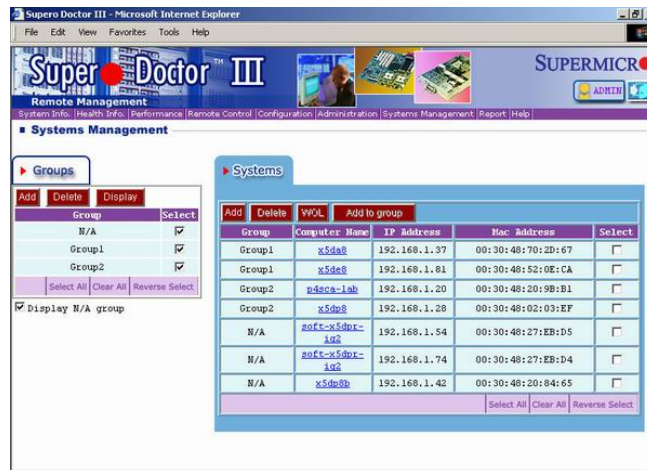 Supero Doctor III - Microsoft Internet Explorer
File Edit View Favorites Tools Help
Super Doctor TM III
SUPERMICR
Remote Management
ADMIN
System Info. Health Info. Performance Remote Control Configuration Administration Systems Management Report Help
Systems Management
Groups
Add Delete Display
Group Select
N/A
Group1
Group2
Select All Clear All Reverse Select
Display N/A group
Systems
Add Delete WOL Add to group
Group Computer Name IP Address Mac Address Select
Group1 x5da8 192.168.1.37 00:30:48:70:2D:67
Group1 x5de8 192.168.1.81 00:30:48:52:0E:CA
Group2 p4sca-lab 192.168.1.20 00:30:48:20:9B:B1
Group2 x5dp8 192.168.1.28 00:30:48:02:03:EF
N/A soft-x5dpr-ig2 192.168.1.54 00:30:48:27:EB:D5
N/A soft-x5dpr-ig2 192.168.1.74 00:30:48:27:EB:D4
N/A x5dp8b 192.168.1.42 00:30:48:20:84:65
Select All Clear All Reverse Select